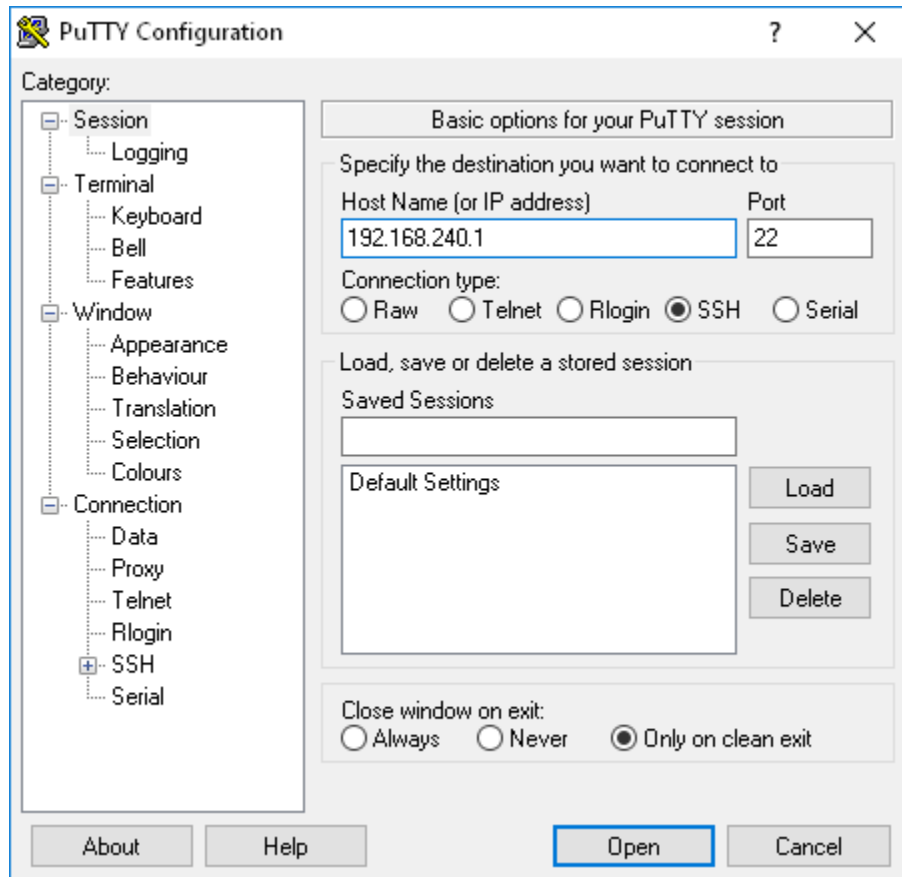 PuTTY Configuration
?
Category:
Session
Logging
Terminal
Keyboard
Bell
Features
Window
Appearance
Behaviour
Translation
Selection
Colours
Connection
Data
Proxy
Telnet
Rlogin
SSH
Serial
Basic options for your PuTTY session
Specify the destination you want to connect to
Host Name (or IP address) Port
192.168.240.1 22
Connection type:
Raw Telnet Rlogin SSH Serial
Load, save or delete a stored session
Saved Sessions
Default Settings
Load
Save
Delete
Close window on exit:
Always Never Only on clean exit
About Help Open Cancel